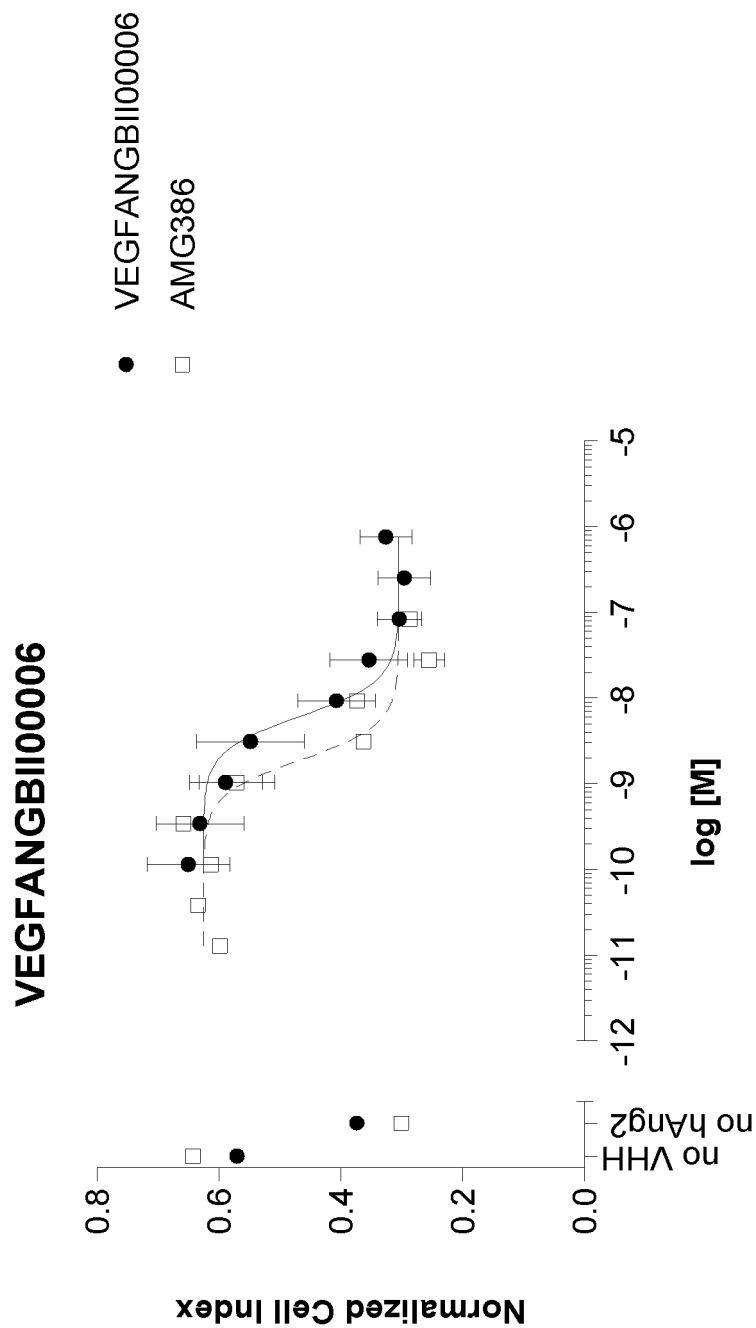 VEGFANGBII00006
VEGFANGBII00006
AMG386
Normalized Cell Index
0.8
0.6
0.4
0.2
0.0
no VHH
no hAng2
-12
-11
-10
-9
-8
-7
-6
-5
log [M]